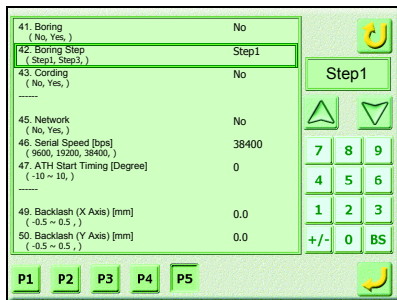 41. Boring No
( No, Yes, )
42. Boring Step Step1
( Step1, Step3, )
43. Cording No
( No, Yes, )
------
45. Network No
( No, Yes, )
46. Serial Speed [bps] 38400
( 9600, 19200, 38400, )
47. ATH Start Timing [Degree] 0
( -10 ~ 10, )
------
49. Backlash (X Axis) [mm] 0.0
( -0.5 ~ 0.5 , )
50. Backlash (Y Axis) [mm] 0.0
( -0.5 ~ 0.5 , )
Step1
7 8 9
4 5 6
1 2 3
+/- 0 BS
P1 P2 P3 P4 P5